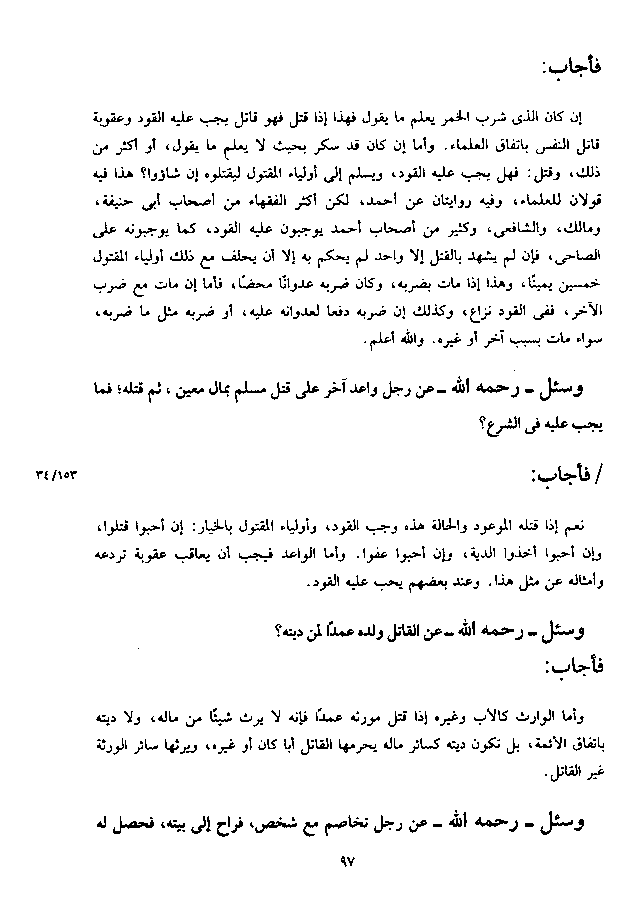 فأجاب:
إن كان الذى شرب الخمر يعلم ما يقول فهذا إذا قتل فهو قاتل يجب عليه القود وعقوبة
قاتل النفس باتفاق العلماء. وأما إن كان قد سكر بحيث لا يعلم ما يقول، أو أكثر من
ذلك، وقتل: فهل يجب عليه القود، ويسلم إلى أولياء المقتول ليقتلوه إن شاؤوا؟ هذا فيه
قولان للعلماء، وفيه روايتان عن أحمد، لكن أكثر الفقهاء من أصحاب أبى حنيفة،
ومالك، والشافعى، وكثير من أصحاب أحمد يوجبون عليه القود، كما يوجبونه على
الصاحى، فإن لم يشهد بالقتل إلا واحد لم يحكم به إلا أن يحلف مع ذلك أولياء المقتول
خمسين يمينًا، وهذا إذا مات بضربه، وكان ضربه عدوانًا محضًا، فأما إن مات مع ضرب
الآخر، ففى القود نزاع، وكذلك إن ضربه دفعا لعدوانه عليه، أو ضربه مثل ما ضربه،
سواء مات بسبب آخر أو غيره. والله أعلم.
وسئل ــ رحمه الله ــ عن رجل واعد آخر على قتل مسلم بمال معين، ثم قتله؛ فما
يجب عليه فى الشرع؟
/ فأجاب: ٣٤/١٥٣
نعم إذا قتله الموعود والحالة هذه وجب القود، وأولياء المقتول بالخيار: إن أحبوا قتلوا،
وإن أحبوا أخذوا الدية، وإن أحبوا عفوا. وأما الواعد فيجب أن يعاقب عقوبة تردعه
وأمثاله عن مثل هذا. وعند بعضهم يحب عليه القود.
وسئل ــ رحمه الله ــ عن القاتل ولده عمدًا لمن ديته؟
فأجاب:
وأما الوارث كالأب وغيره إذا قتل مورثه عمدًا فإنه لا يرث شيئًا من ماله، ولا ديته
باتفاق الأئمة، بل تكون ديته كسائر ماله يحرمها القاتل أبا كان أو غيره، ويرثها سائر الورثة
غير القاتل.
وسئل ــ رحمه الله ــ عن رجل تخاصم مع شخص، فراح إلى بيته، فحصل له
٩٧